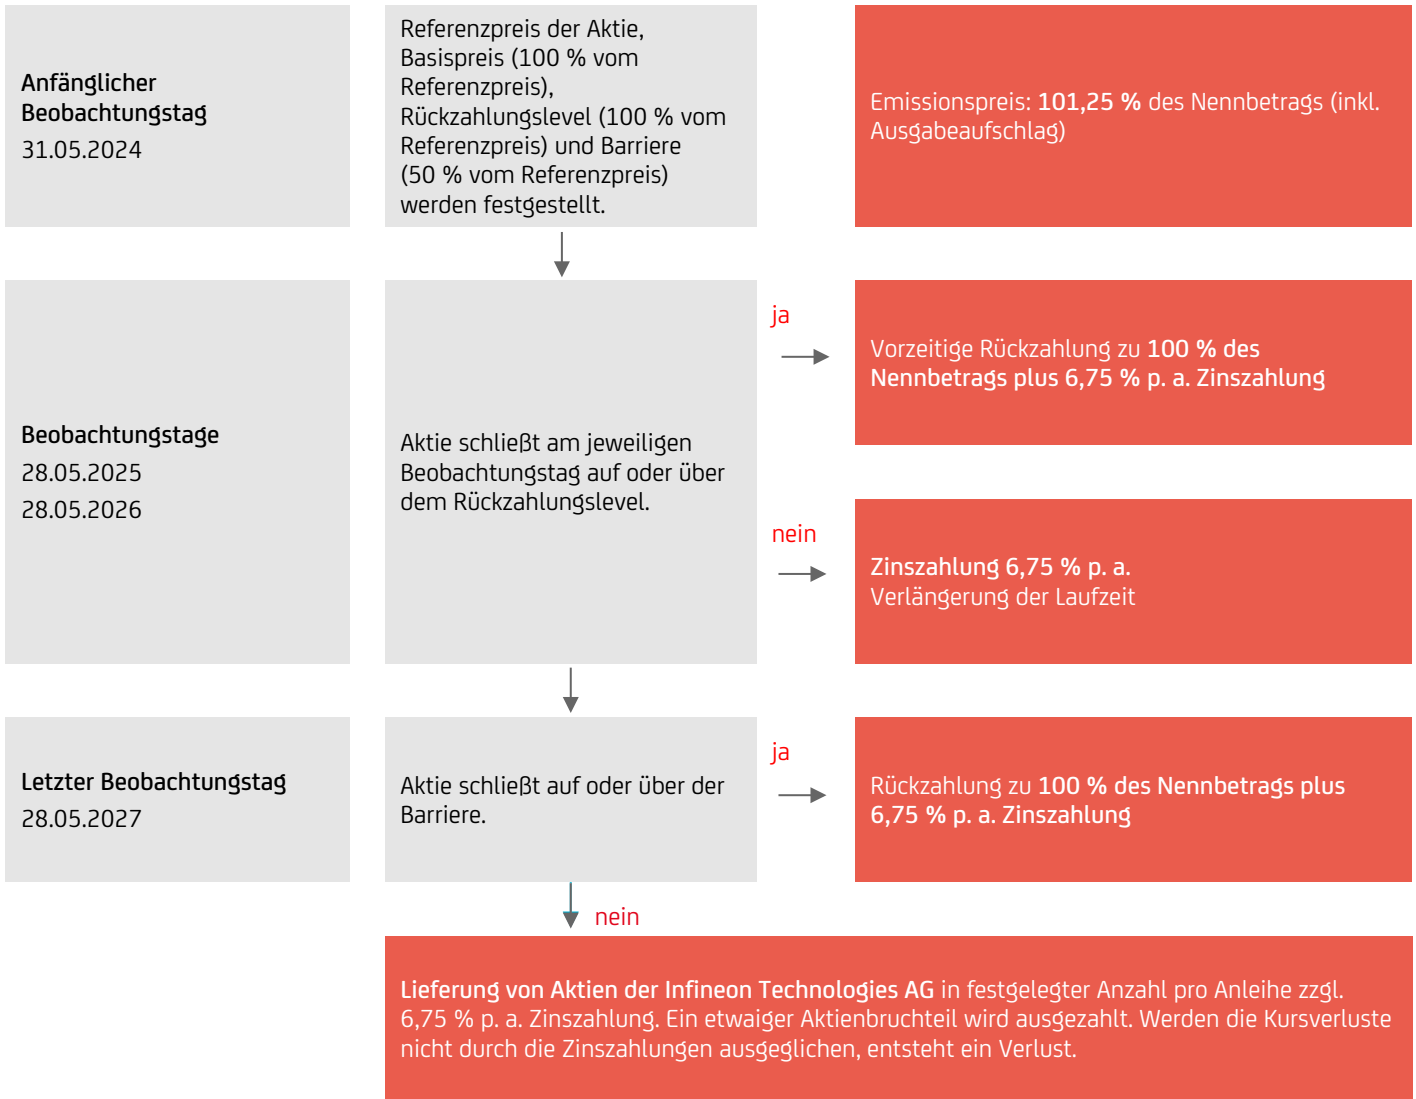 Anfänglicher
Beobachtungstag
31.05.2024
Referenzpreis der Aktie,
Basispreis (100 % vom
Referenzpreis),
Rückzahlungslevel (100 % vom
Referenzpreis) und Barriere
(50 % vom Referenzpreis)
werden festgestellt.
Emissionspreis: 101,25 % des Nennbetrags (inkl.
Ausgabeaufschlag)
Beobachtungstage
28.05.2025
28.05.2026
Aktie schließt am jeweiligen
Beobachtungstag auf oder über
dem Rückzahlungslevel.
ja
Vorzeitige Rückzahlung zu 100 % des
Nennbetrags plus 6,75 % p. a. Zinszahlung
nein
Zinszahlung 6,75 % p. a.
Verlängerung der Laufzeit
Letzter Beobachtungstag
28.05.2027
Aktie schließt auf oder über der
Barriere.
ja
Rückzahlung zu 100 % des Nennbetrags plus
6,75 % p. a. Zinszahlung
nein
Lieferung von Aktien der Infineon Technologies AG in festgelegter Anzahl pro Anleihe zzgl.
6,75 % p. a. Zinszahlung. Ein etwaiger Aktienbruchteil wird ausgezahlt. Werden die Kursverluste
nicht durch die Zinszahlungen ausgeglichen, entsteht ein Verlust.